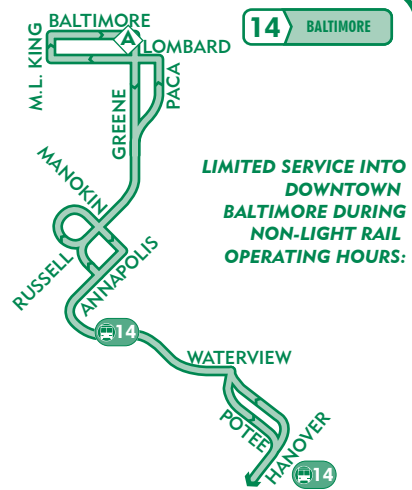 14 BALTIMORE
BALTIMORE
A
LOMBARD
M.L. KING
PACA
GREENE
MANOKIN
LIMITED SERVICE INTO
DOWNTOWN
BALTIMORE DURING
NON-LIGHT RAIL
OPERATING HOURS:
RUSSELL
ANNAPOLIS
14
WATERVIEW
POTEE
HANOVER
14